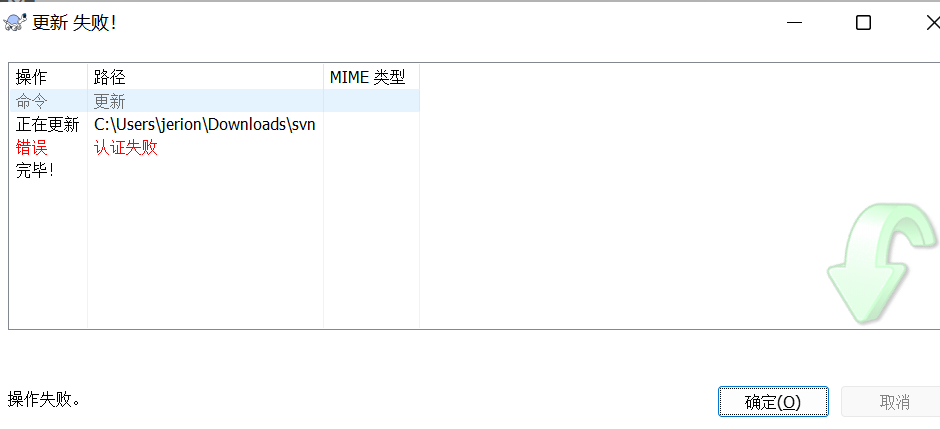 更新 失败!
操作 路径 MIME 类型
命令 更新
正在更新 C:\Users\jerion\Downloads\svn
错误 认证失败
完毕!
操作失败。 确定(O) 取消